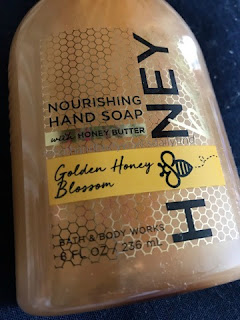 NOURISHING
HAND SOAP
with HONEY BUTTER
Golden Honey
Blossom
BATH & BODY WORKS
8 FL OZ / 236 mL
HONEY